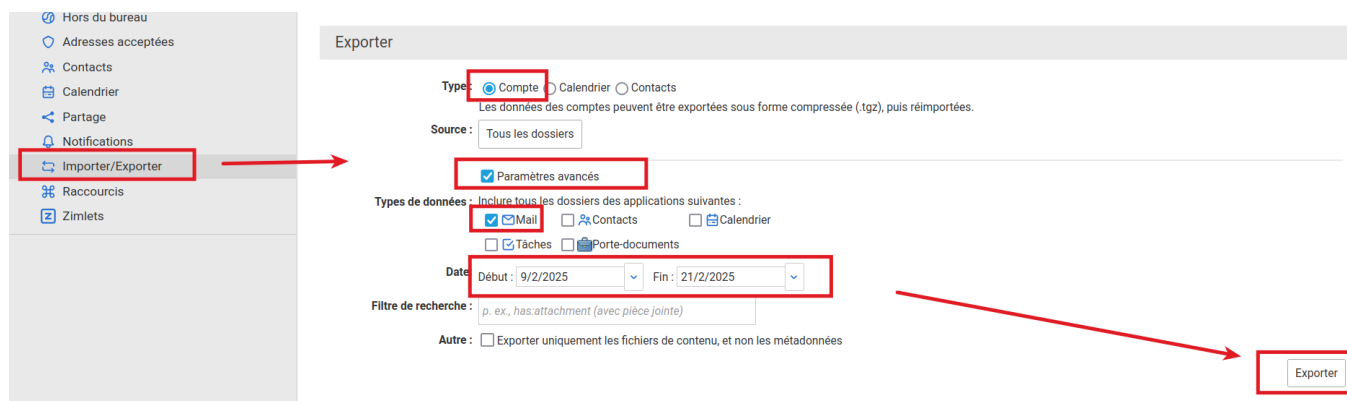 Hors du bureau
Adresses acceptées
Contacts
Calendrier
Partage
Notifications
Importer/Exporter
Raccourcis
Zimlets
Exporter
Type : Compte Calendrier Contacts
Les données des comptes peuvent être exportées sous forme compressée (.tgz), puis réimportées.
Source : Tous les dossiers
Paramètres avancés
Types de données : Inclure tous les dossiers des applications suivantes :
Mail Contacts Calendrier
Tâches Porte-documents
Date Début : 9/2/2025 Fin : 21/2/2025
Filtre de recherche : p. ex., has:attachment (avec pièce jointe)
Autre : Exporter uniquement les fichiers de contenu, et non les métadonnées
Exporter